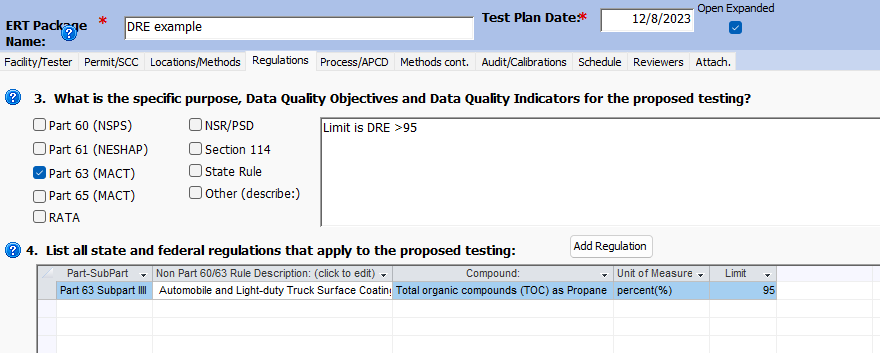 ERT Package Name: * DRE example Test Plan Date:* 12/8/2023 Open Expanded
Facility/Tester Permit/SCC Locations/Methods Regulations Process/APCD Methods cont. Audit/Calibrations Schedule Reviewers Attach.
3. What is the specific purpose, Data Quality Objectives and Data Quality Indicators for the proposed testing?
Part 60 (NSPS) NSR/PSD Limit is DRE >95
Part 61 (NESHAP) Section 114
Part 63 (MACT) State Rule
Part 65 (MACT) Other (describe:)
RATA
4. List all state and federal regulations that apply to the proposed testing: Add Regulation
Part-SubPart Non Part 60/63 Rule Description: (click to edit) Compound: Unit of Measure Limit
Part 63 Subpart IIII Automobile and Light-duty Truck Surface Coating Total organic compounds (TOC) as Propane percent(%) 95